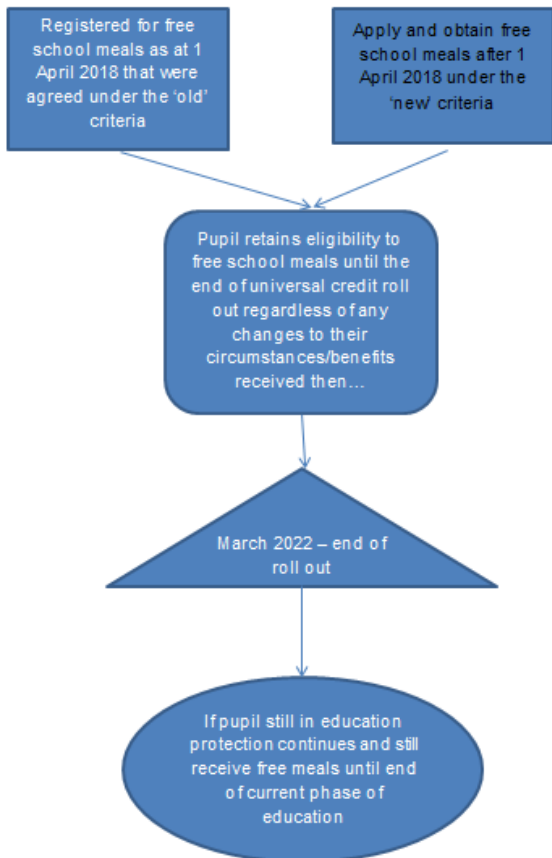 Registered for free
school meals as at 1
April 2018 that were
agreed under the ‘old’
criteria
Apply and obtain free
school meals after 1
April 2018 under the
‘new’ criteria
Pupil retains eligibility to
free school meals until the
end of universal credit roll
out regardless of any
changes to their
circumstances/benefits
received then…
March 2022 – end of
roll out
If pupil still in education
protection continues and still
receive free meals until end
of current phase of
education